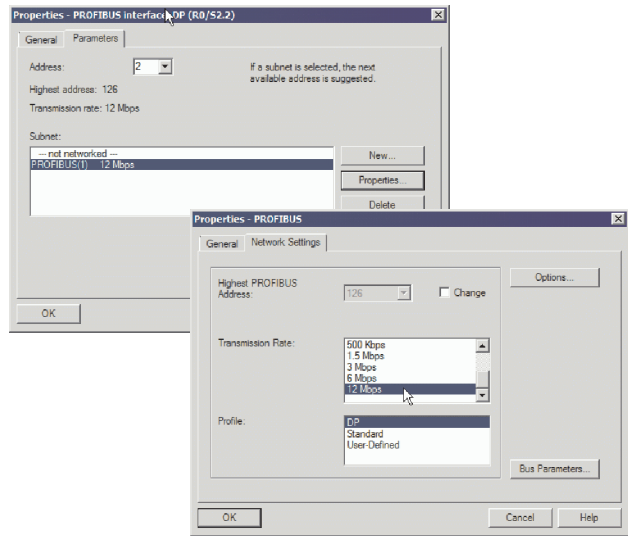 Properties - PROFIBUS interface DP (R0/S2.2)
General Parameters
Address: 2
If a subnet is selected, the next
available address is suggested.
Highest address: 126
Transmission rate: 12 Mbps
Subnet:
--- not networked ---
PROFIBUS(1) 12 Mbps
New...
Properties...
Delete
OK
Properties - PROFIBUS
General Network Settings
Highest PROFIBUS
Address:
126
Change
Options...
Transmission Rate:
500 Kbps
1.5 Mbps
3 Mbps
6 Mbps
12 Mbps
Profile:
DP
Standard
User-Defined
Bus Parameters...
OK
Cancel
Help